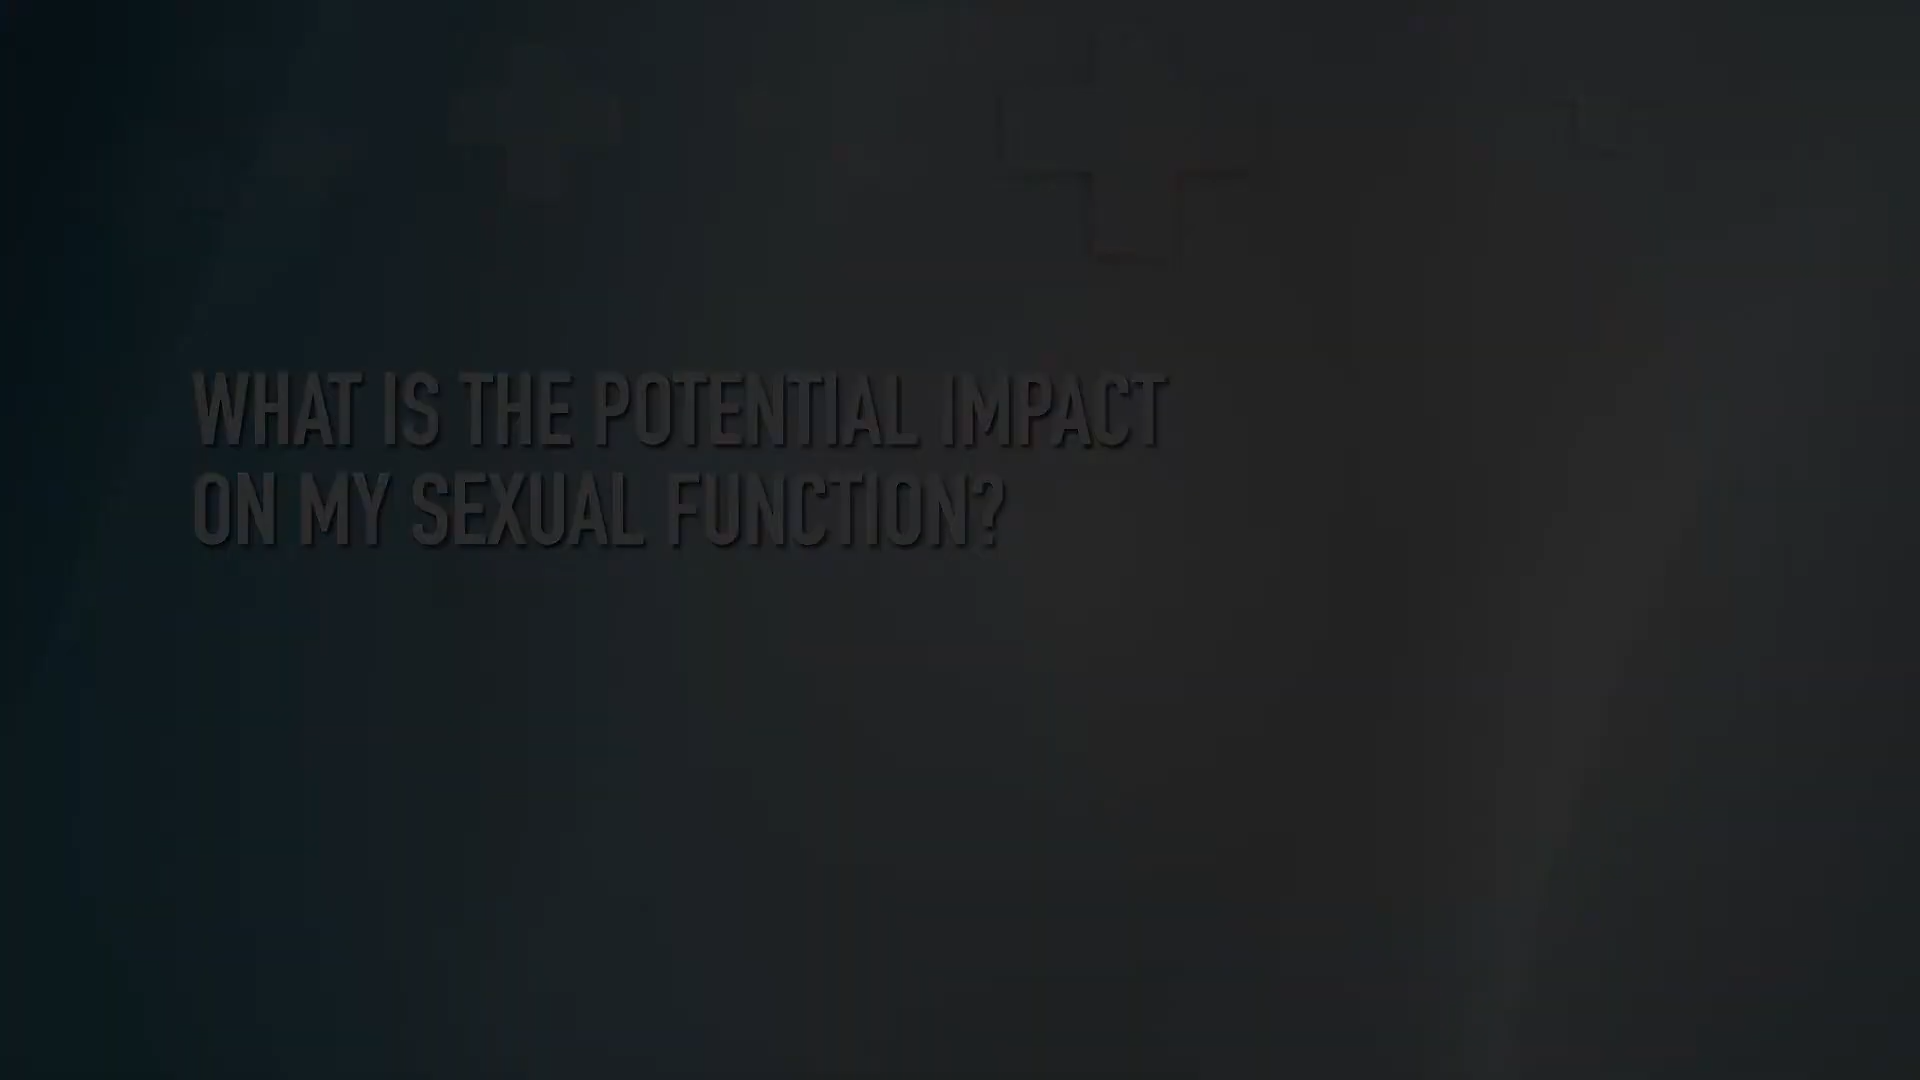 WHAT IS THE POTENTIAL IMPACT
ON MY SEXUAL FUNCTION?